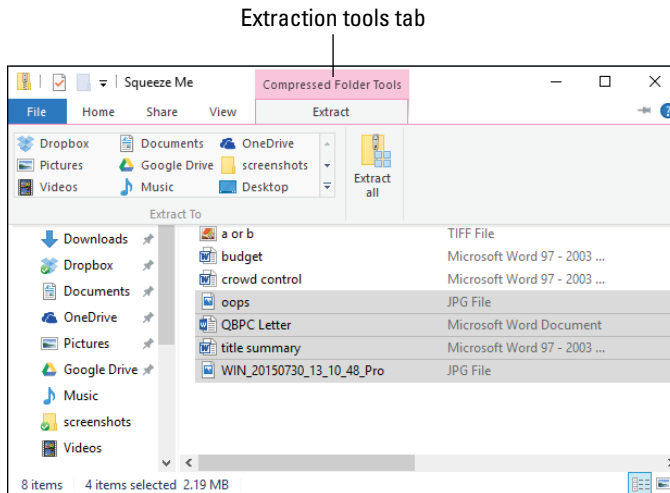 Extraction tools tab
Squeeze Me
Compressed Folder Tools
File Home Share View Extract
Dropbox Documents OneDrive
Pictures Google Drive screenshots
Videos Music Desktop
Extract all
Extract To
Downloads
Dropbox
Documents
OneDrive
Pictures
Google Drive
Music
screenshots
Videos
a or b TIFF File
budget Microsoft Word 97 - 2003 ...
crowd control Microsoft Word 97 - 2003 ...
oops JPG File
QBPC Letter Microsoft Word Document
title summary Microsoft Word 97 - 2003 ...
WIN_20150730_13_10_48_Pro JPG File
8 items 4 items selected 2.19 MB